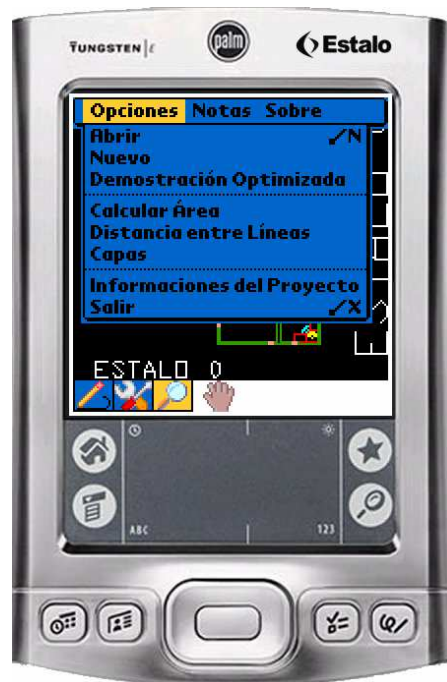 TUNGSTEN | E
palm
Estalo
Opciones Notas Sobre
Abrir ⁄N
Nuevo
Demostración Optimizada
Calcular Área
Distancia entre Líneas
Capas
Informaciones del Proyecto
Salir ⁄X
ESTALO 0
ABC
123